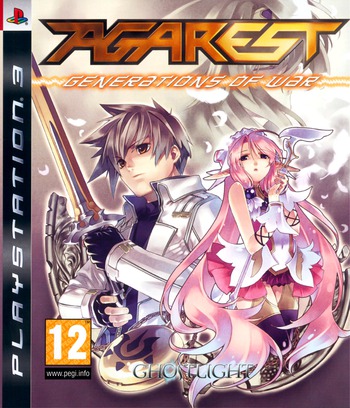 PLAYSTATION 3
AGAREST
GENERATIONS OF WAR
12
www.pegi.info
GHOSTLIGHT